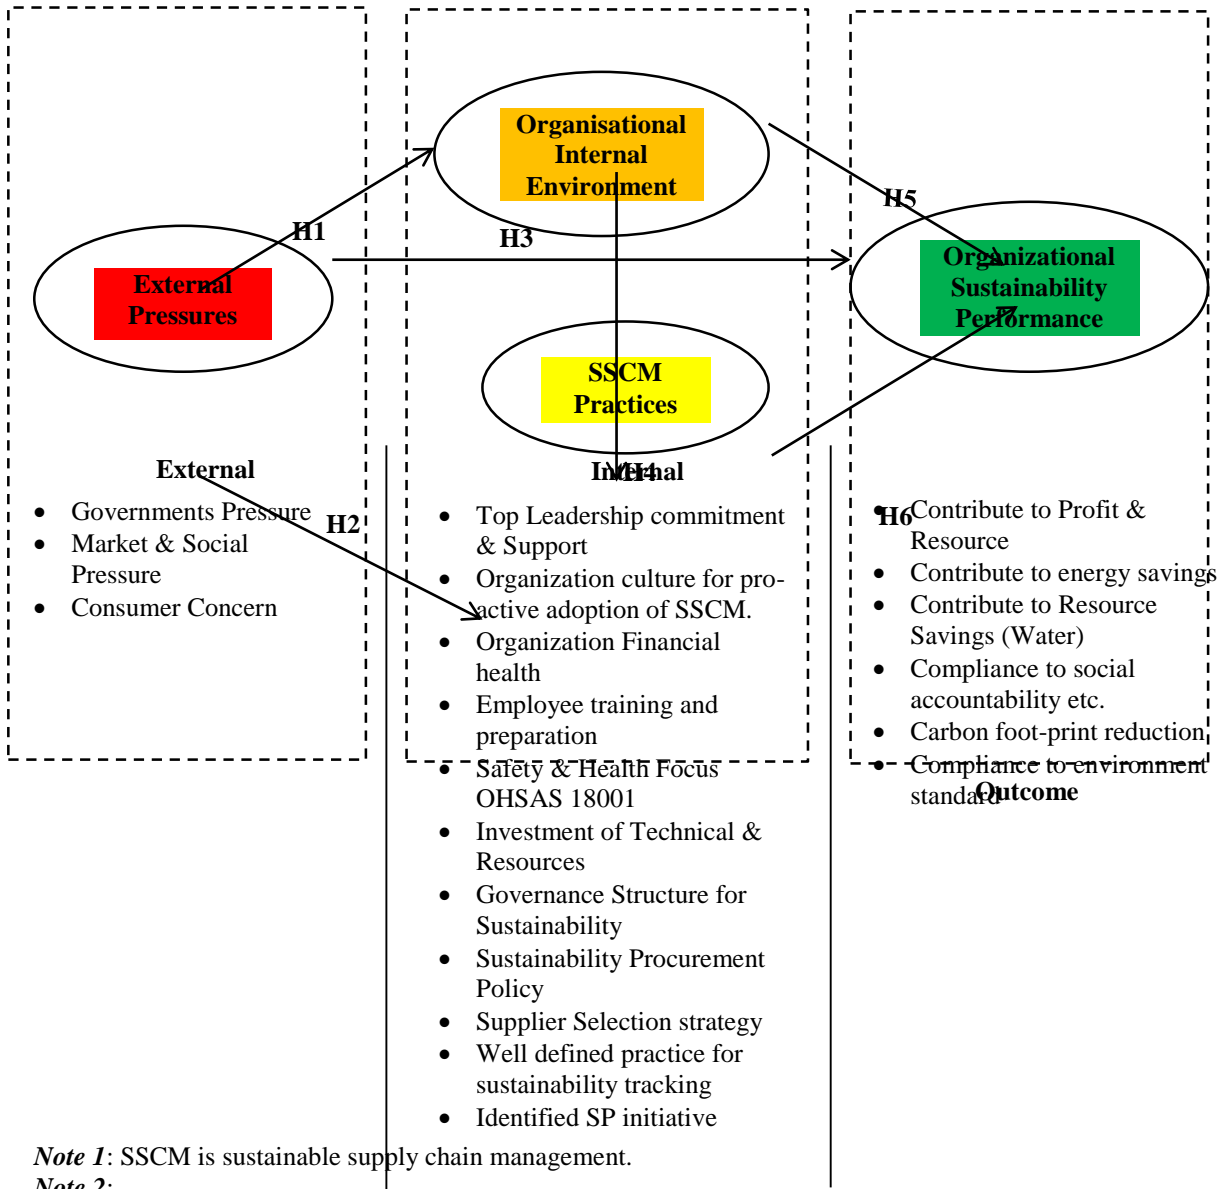 Organisational
Internal
Environment
H1
H3
H5
External
Pressures
Organizational
Sustainability
Performance
SSCM
Practices
External
• Governments Pressure
• Market & Social
Pressure
• Consumer Concern
H2
Internal
H4
• Top Leadership commitment
& Support
• Organization culture for pro-
active adoption of SSCM.
• Organization Financial
health
• Employee training and
preparation
• Safety & Health Focus
OHSAS 18001
• Investment of Technical &
Resources
• Governance Structure for
Sustainability
• Sustainability Procurement
Policy
• Supplier Selection strategy
• Well defined practice for
sustainability tracking
• Identified SP initiative
H6
• Contribute to Profit &
Resource
• Contribute to energy savings
• Contribute to Resource
Savings (Water)
• Compliance to social
accountability etc.
• Carbon foot-print reduction
• Compliance to environment
standard
Outcome
Note 1: SSCM is sustainable supply chain management.
Note 2: